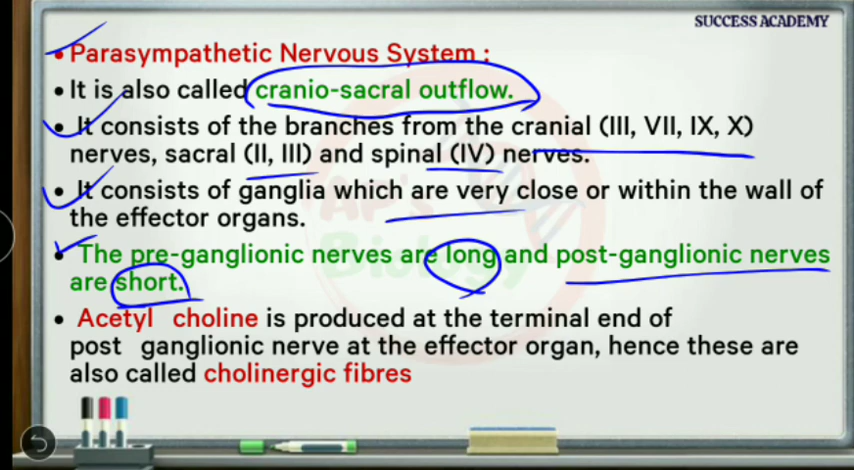 SUCCESS ACADEMY
• Parasympathetic Nervous System :
• It is also called cranio-sacral outflow.
• It consists of the branches from the cranial (III, VII, IX, X)
nerves, sacral (II, III) and spinal (IV) nerves.
• It consists of ganglia which are very close or within the wall of
the effector organs.
• The pre-ganglionic nerves are long and post-ganglionic nerves
are short.
• Acetyl choline is produced at the terminal end of
post ganglionic nerve at the effector organ, hence these are
also called cholinergic fibres
AP's
Biology